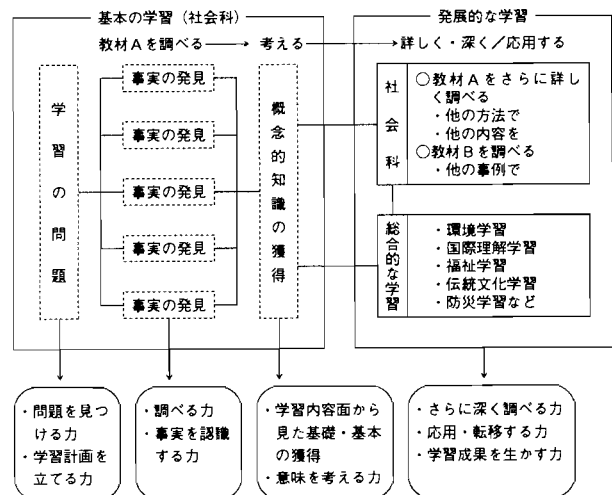 基本の学習（社会科）
発展的な学習
教材Aを調べる
考える
詳しく・深く／応用する
学習の問題
事実の発見
事実の発見
事実の発見
事実の発見
事実の発見
概念的知識の獲得
社会科
○教材Aをさらに詳し
く調べる
・他の方法で
・他の内容を
○教材Bを調べる
・他の事例で
総合的な学習
・環境学習
・国際理解学習
・福祉学習
・伝統文化学習
・防災学習など
・問題を見つ
ける力
・学習計画を
立てる力
・調べる力
・事実を認識
する力
・学習内容面から
見た基礎・基本
の獲得
・意味を考える力
・さらに深く調べる力
・応用・転移する力
・学習成果を生かす力